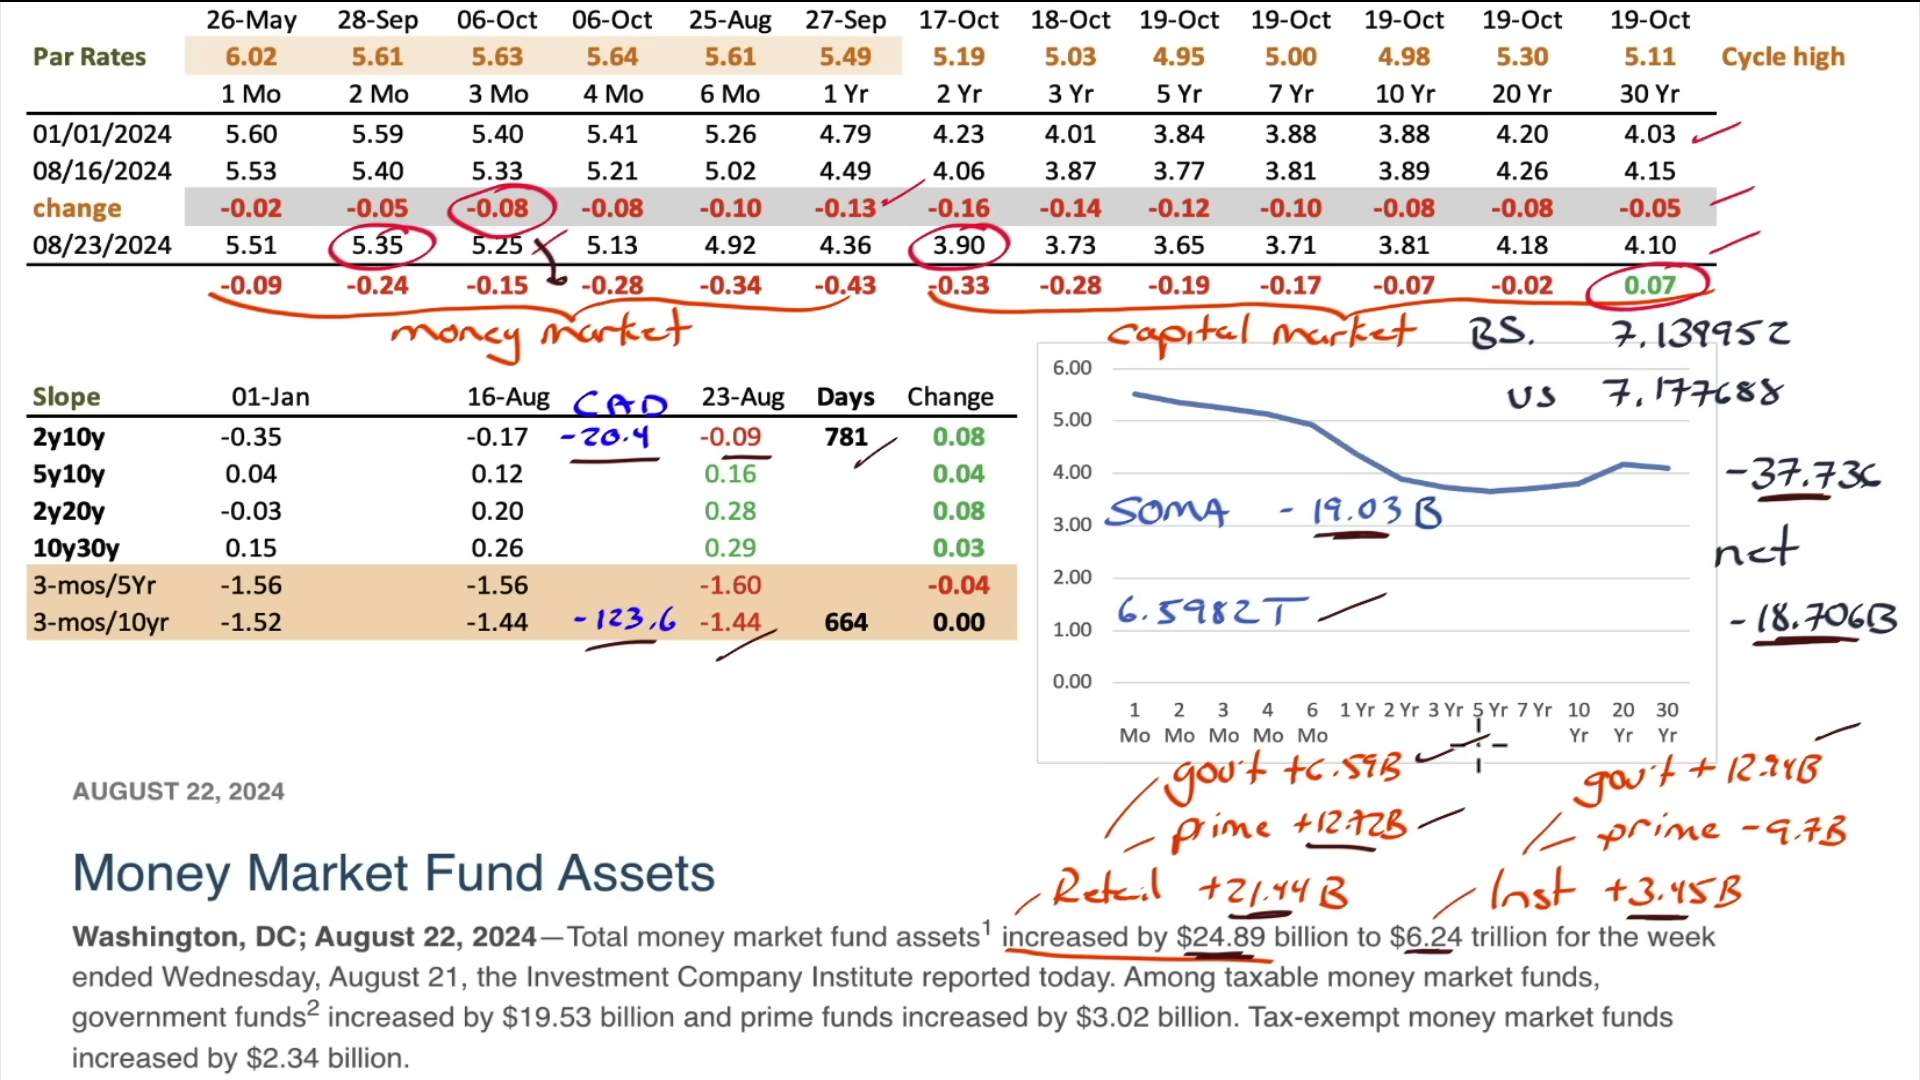 26-May 28-Sep 06-Oct 06-Oct 25-Aug 27-Sep 17-Oct 18-Oct 19-Oct 19-Oct 19-Oct 19-Oct 19-Oct
Par Rates 6.02 5.61 5.63 5.64 5.61 5.49 5.19 5.03 4.95 5.00 4.98 5.30 5.11 Cycle high
1 Mo 2 Mo 3 Mo 4 Mo 6 Mo 1 Yr 2 Yr 3 Yr 5 Yr 7 Yr 10 Yr 20 Yr 30 Yr
01/01/2024 5.60 5.59 5.40 5.41 5.26 4.79 4.23 4.01 3.84 3.88 3.88 4.20 4.03
08/16/2024 5.53 5.40 5.33 5.21 5.02 4.49 4.06 3.87 3.77 3.81 3.89 4.26 4.15
change -0.02 -0.05 -0.08 -0.08 -0.10 -0.13 -0.16 -0.14 -0.12 -0.10 -0.08 -0.08 -0.05
08/23/2024 5.51 5.35 5.25 5.13 4.92 4.36 3.90 3.73 3.65 3.71 3.81 4.18 4.10
-0.09 -0.24 -0.15 -0.28 -0.34 -0.43 -0.33 -0.28 -0.19 -0.17 -0.07 -0.02 0.07
money market capital market BS. 7.139952
US 7.177688
-37.736
net
-18.706B
Slope 01-Jan 16-Aug CAD 23-Aug Days Change
2y10y -0.35 -0.17 -20.4 -0.09 781 0.08
5y10y 0.04 0.12 0.16 0.04
2y20y -0.03 0.20 0.28 0.08
10y30y 0.15 0.26 0.29 0.03
3-mos/5Yr -1.56 -1.56 -1.60 -0.04
3-mos/10yr -1.52 -1.44 -123.6 -1.44 664 0.00
6.00
5.00
4.00
3.00
2.00
1.00
0.00
SOMA -19.03B
6.5982T
1 2 3 4 6 1 Yr 2 Yr 3 Yr 5 Yr 7 Yr 10 20 30
Mo Mo Mo Mo Mo Yr Yr Yr
gov't gov't
prime +12.72B prime -9.7B
Retail +21.44B Inst +3.45B
AUGUST 22, 2024
Money Market Fund Assets
Washington, DC; August 22, 2024—Total money market fund assets1 increased by $24.89 billion to $6.24 trillion for the week
ended Wednesday, August 21, the Investment Company Institute reported today. Among taxable money market funds,
government funds2 increased by $19.53 billion and prime funds increased by $3.02 billion. Tax-exempt money market funds
increased by $2.34 billion.